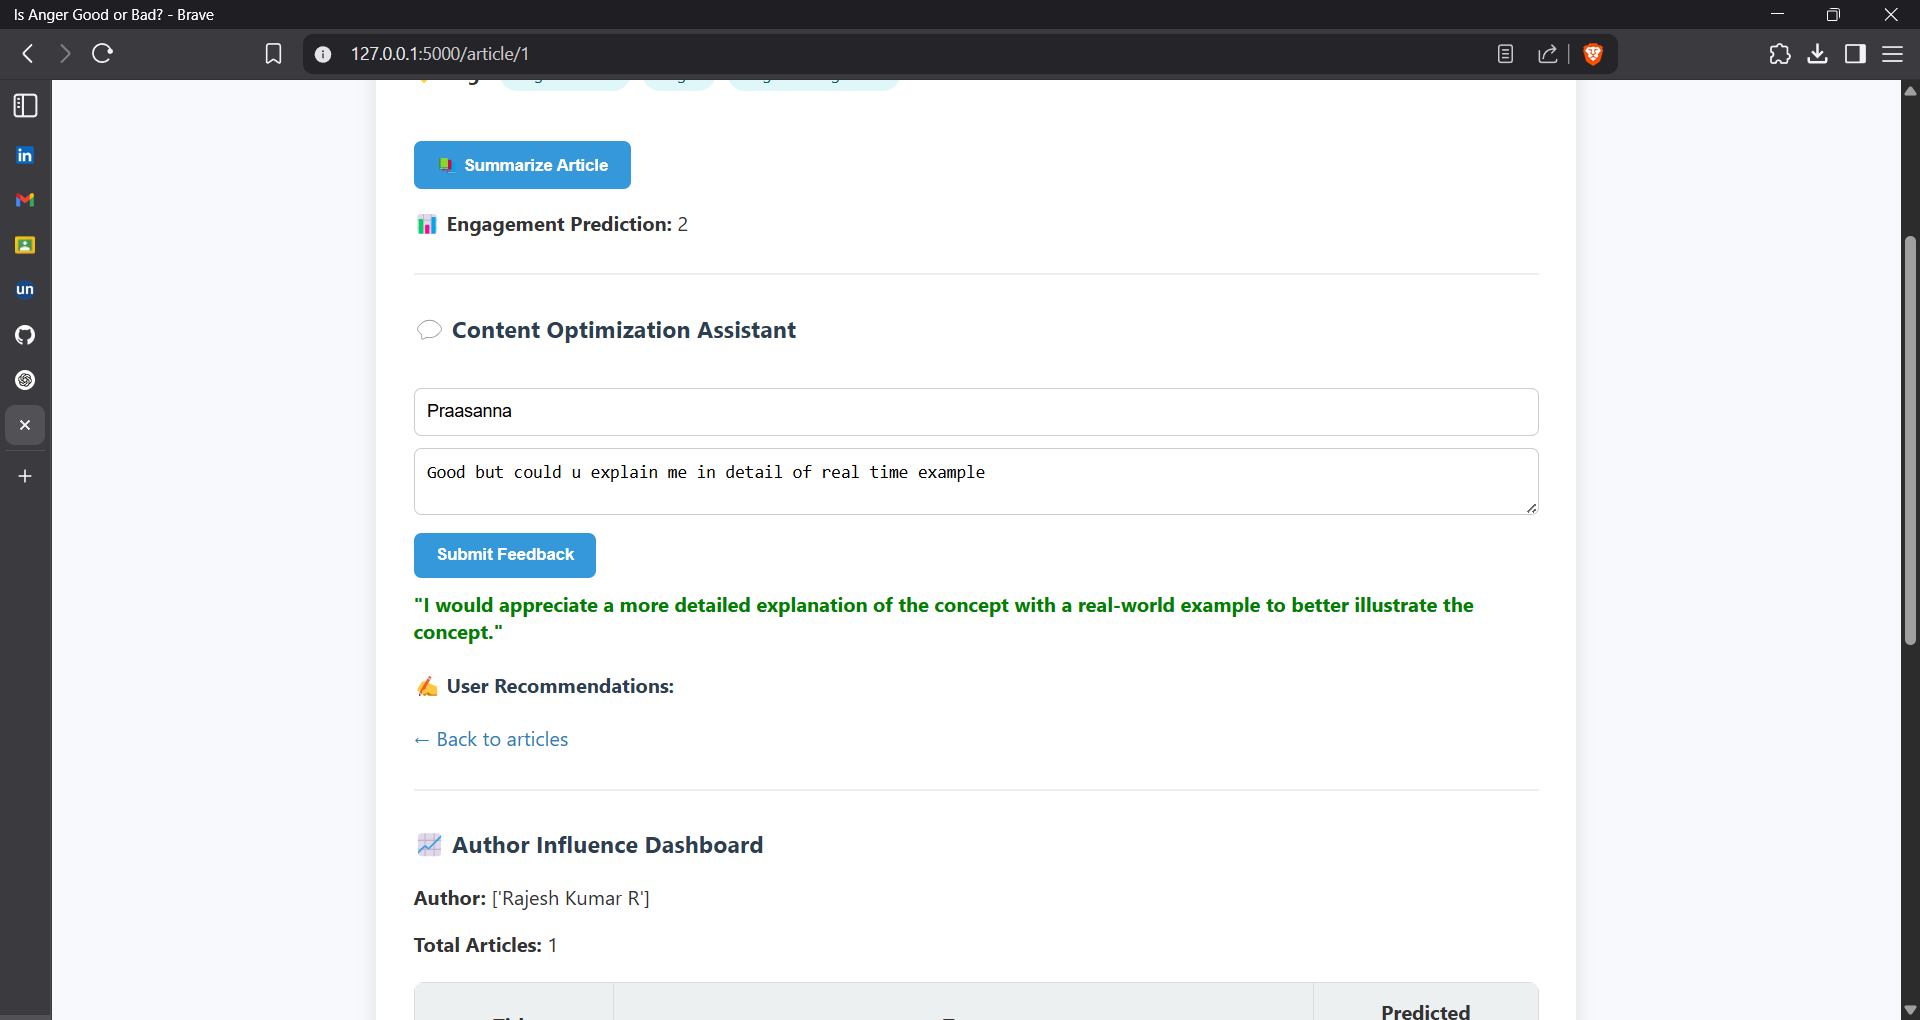 Is Anger Good or Bad? - Brave
127.0.0.1:5000/article/1
in
un
Summarize Article
Engagement Prediction: 2
Content Optimization Assistant
Praasanna
Good but could u explain me in detail of real time example
Submit Feedback
"I would appreciate a more detailed explanation of the concept with a real-world example to better illustrate the
concept."
User Recommendations:
← Back to articles
Author Influence Dashboard
Author: ['Rajesh Kumar R']
Total Articles: 1
Predicted